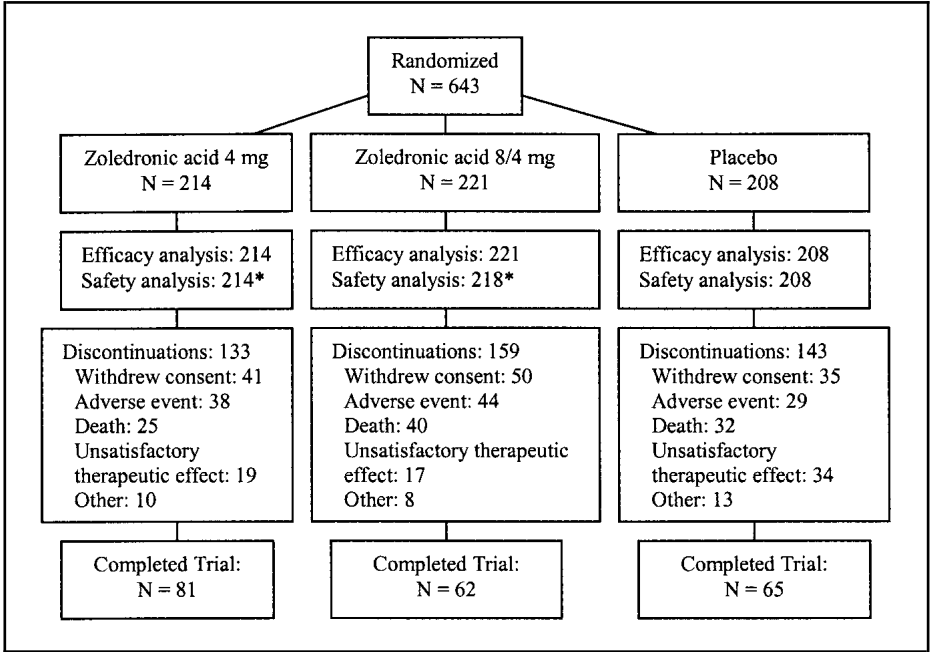 Randomized
N = 643
Zoledronic acid 4 mg
N = 214
Zoledronic acid 8/4 mg
N = 221
Placebo
N = 208
Efficacy analysis: 214
Safety analysis: 214*
Efficacy analysis: 221
Safety analysis: 218*
Efficacy analysis: 208
Safety analysis: 208
Discontinuations: 133
Withdrew consent: 41
Adverse event: 38
Death: 25
Unsatisfactory
therapeutic effect: 19
Other: 10
Discontinuations: 159
Withdrew consent: 50
Adverse event: 44
Death: 40
Unsatisfactory therapeutic
effect: 17
Other: 8
Discontinuations: 143
Withdrew consent: 35
Adverse event: 29
Death: 32
Unsatisfactory
therapeutic effect: 34
Other: 13
Completed Trial:
N = 81
Completed Trial:
N = 62
Completed Trial:
N = 65